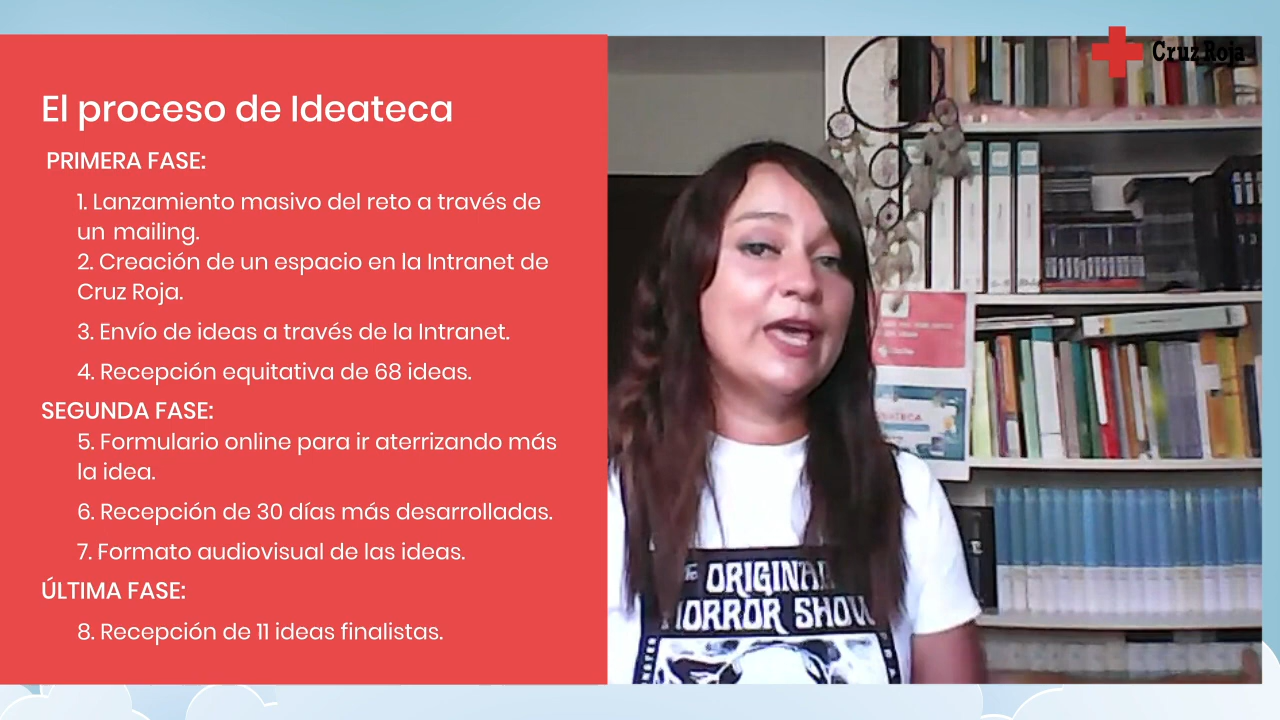 El proceso de Ideateca
PRIMERA FASE:
1. Lanzamiento masivo del reto a través de
un mailing.
2. Creación de un espacio en la Intranet de
Cruz Roja.
3. Envío de ideas a través de la Intranet.
4. Recepción equitativa de 68 ideas.
SEGUNDA FASE:
5. Formulario online para ir aterrizando más
la idea.
6. Recepción de 30 días más desarrolladas.
7. Formato audiovisual de las ideas.
ÚLTIMA FASE:
8. Recepción de 11 ideas finalistas.
Cruz Roja
ORIGINAL
HORROR SHOW